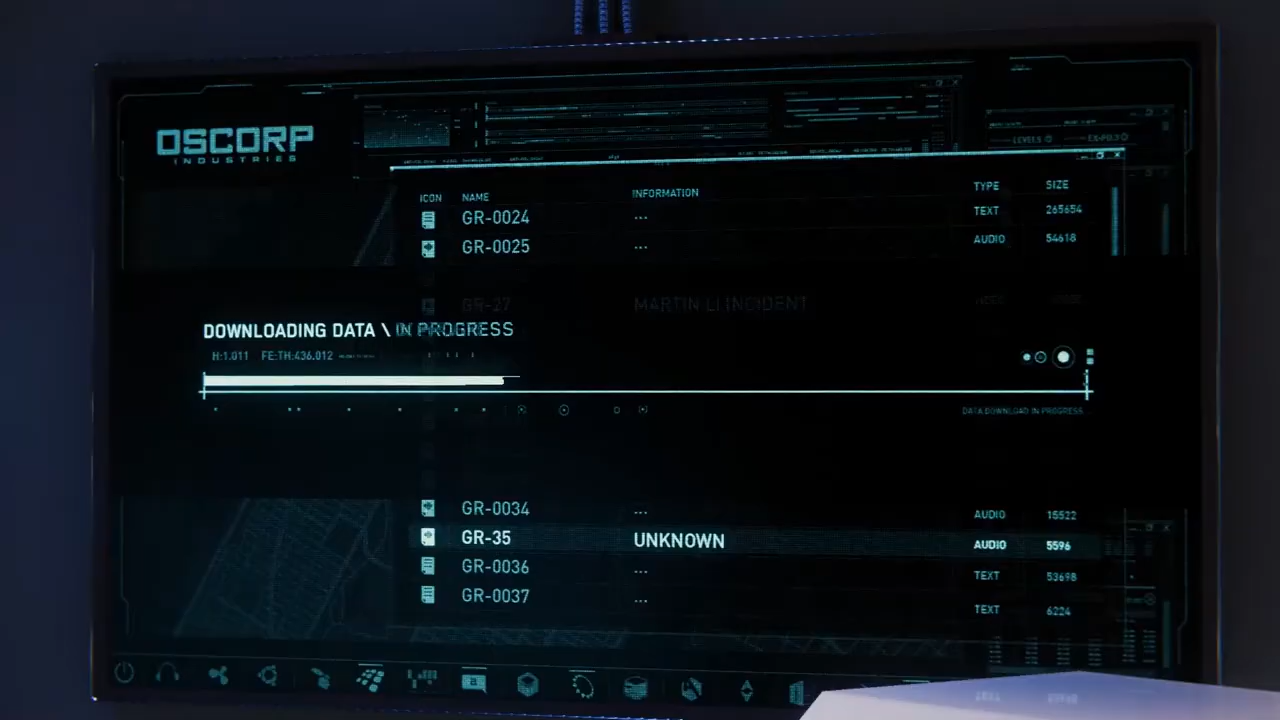 OSCORP
INDUSTRIES
LEVELS
ICON NAME INFORMATION TYPE SIZE
GR-0024 ... TEXT 265654
GR-0025 ... AUDIO 54618
GR-27 MARTIN LI INCIDENT
DOWNLOADING DATA \ IN PROGRESS
H:1.011 FE:TH:436.012
DATA DOWNLOAD IN PROGRESS
GR-0034 ... AUDIO 15522
GR-35 UNKNOWN AUDIO 5596
GR-0036 ... TEXT 53698
GR-0037 ... TEXT 6224